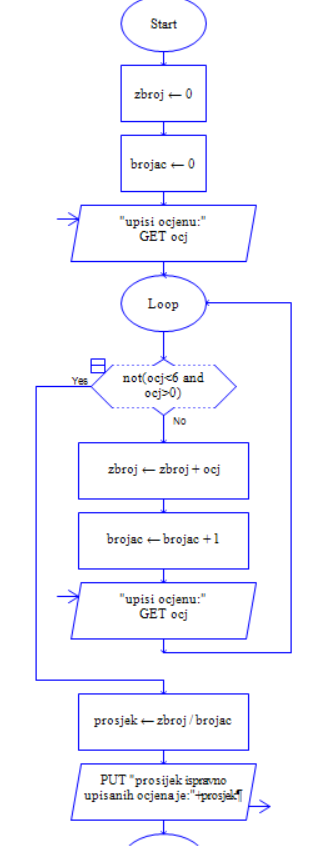 Start
zbroj ← 0
brojac ← 0
"upisi ocjenu:"
GET ocj
Loop
Yes
not(ocj<6 and
ocj>0)
No
zbroj ← zbroj + ocj
brojac ← brojac + 1
"upisi ocjenu:"
GET ocj
prosjek ← zbroj / brojac
PUT "prosijek ispravno
upisanih ocjena je:"+prosjek¶